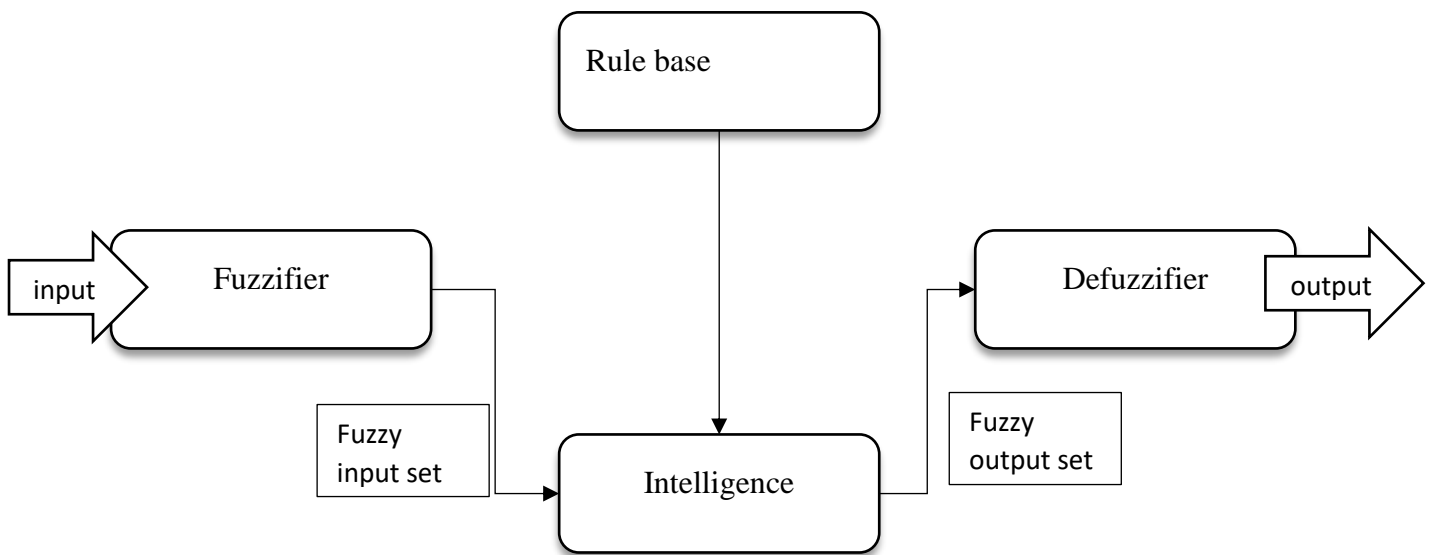 Rule base
input
Fuzzifier
Defuzzifier
output
Fuzzy
input set
Fuzzy
output set
Intelligence